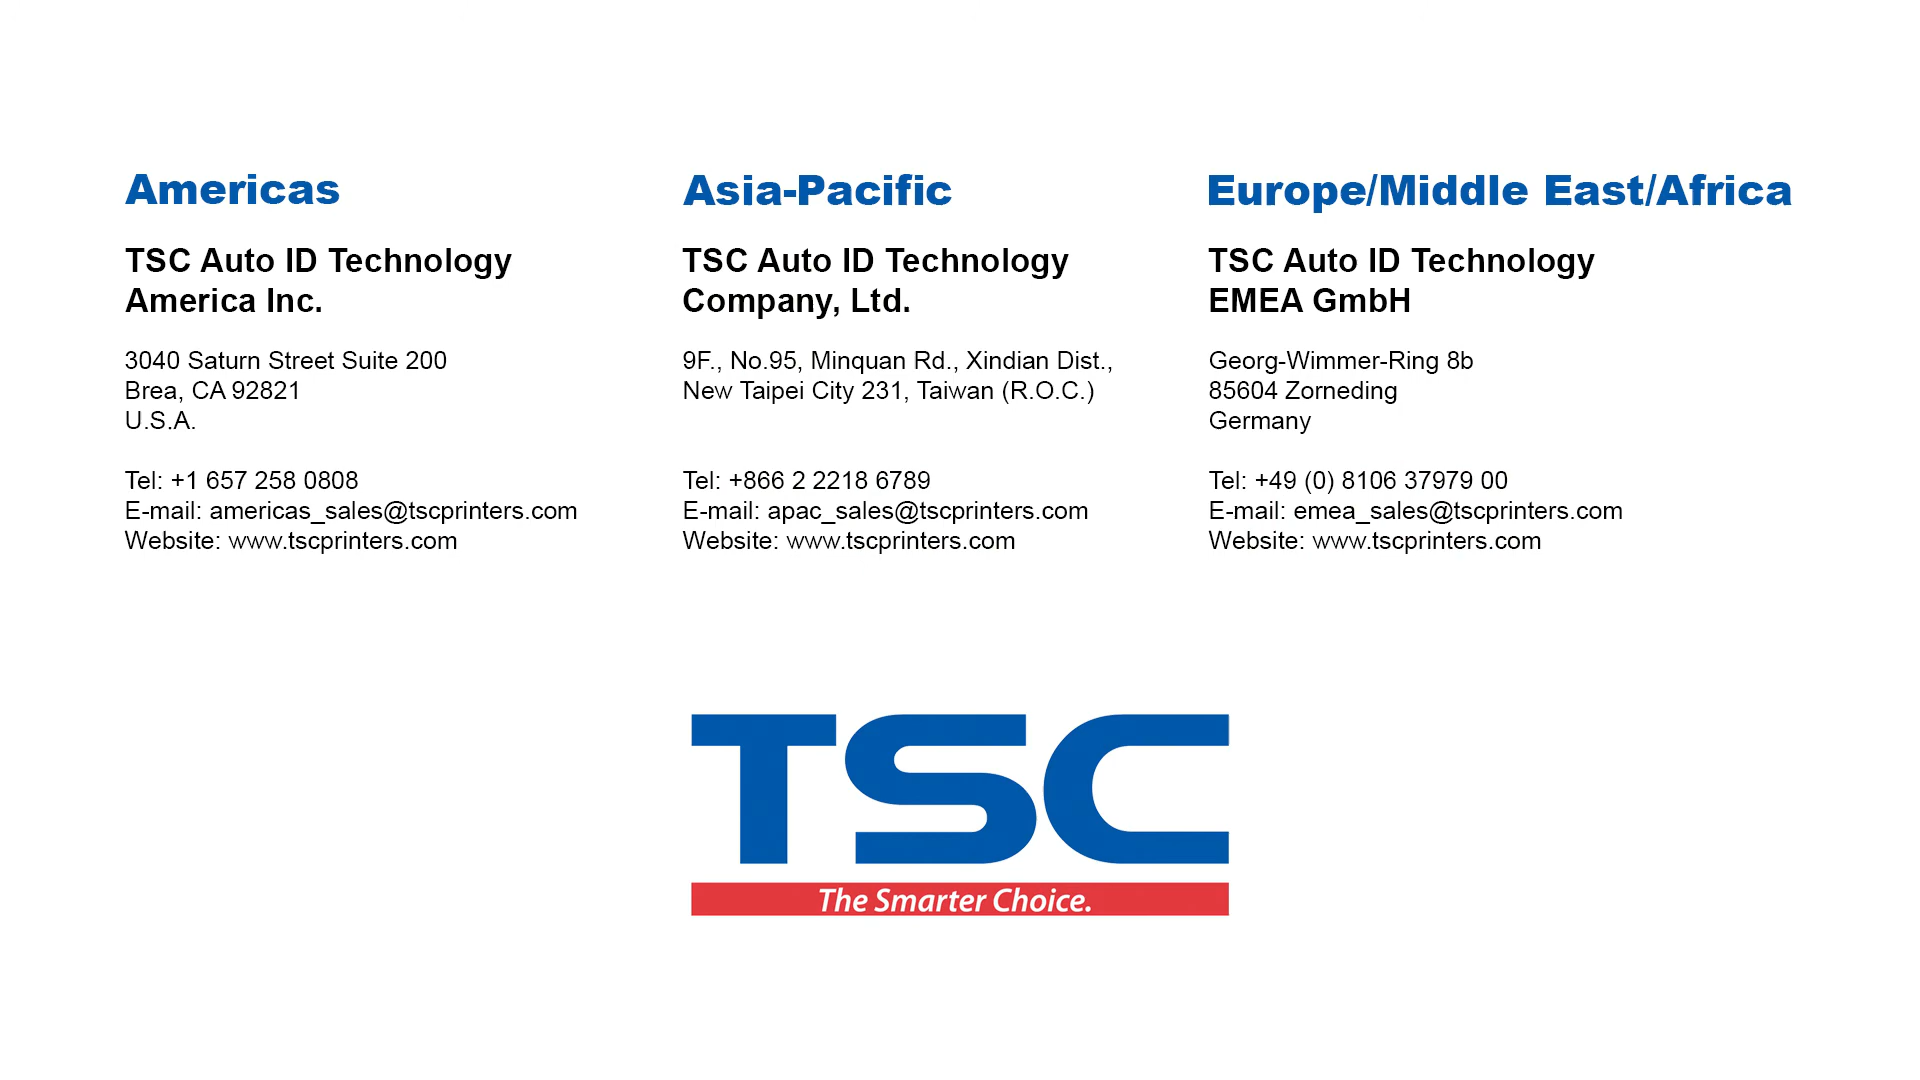 Americas
TSC Auto ID Technology
America Inc.
3040 Saturn Street Suite 200
Brea, CA 92821
U.S.A.
Tel: +1 657 258 0808
E-mail: americas_sales@tscprinters.com
Website: www.tscprinters.com
Asia-Pacific
TSC Auto ID Technology
Company, Ltd.
9F., No.95, Minquan Rd., Xindian Dist.,
New Taipei City 231, Taiwan (R.O.C.)
Tel: +866 2 2218 6789
E-mail: apac_sales@tscprinters.com
Website: www.tscprinters.com
Europe/Middle East/Africa
TSC Auto ID Technology
EMEA GmbH
Georg-Wimmer-Ring 8b
85604 Zorneding
Germany
Tel: +49 (0) 8106 37979 00
E-mail: emea_sales@tscprinters.com
Website: www.tscprinters.com
TSC
The Smarter Choice.